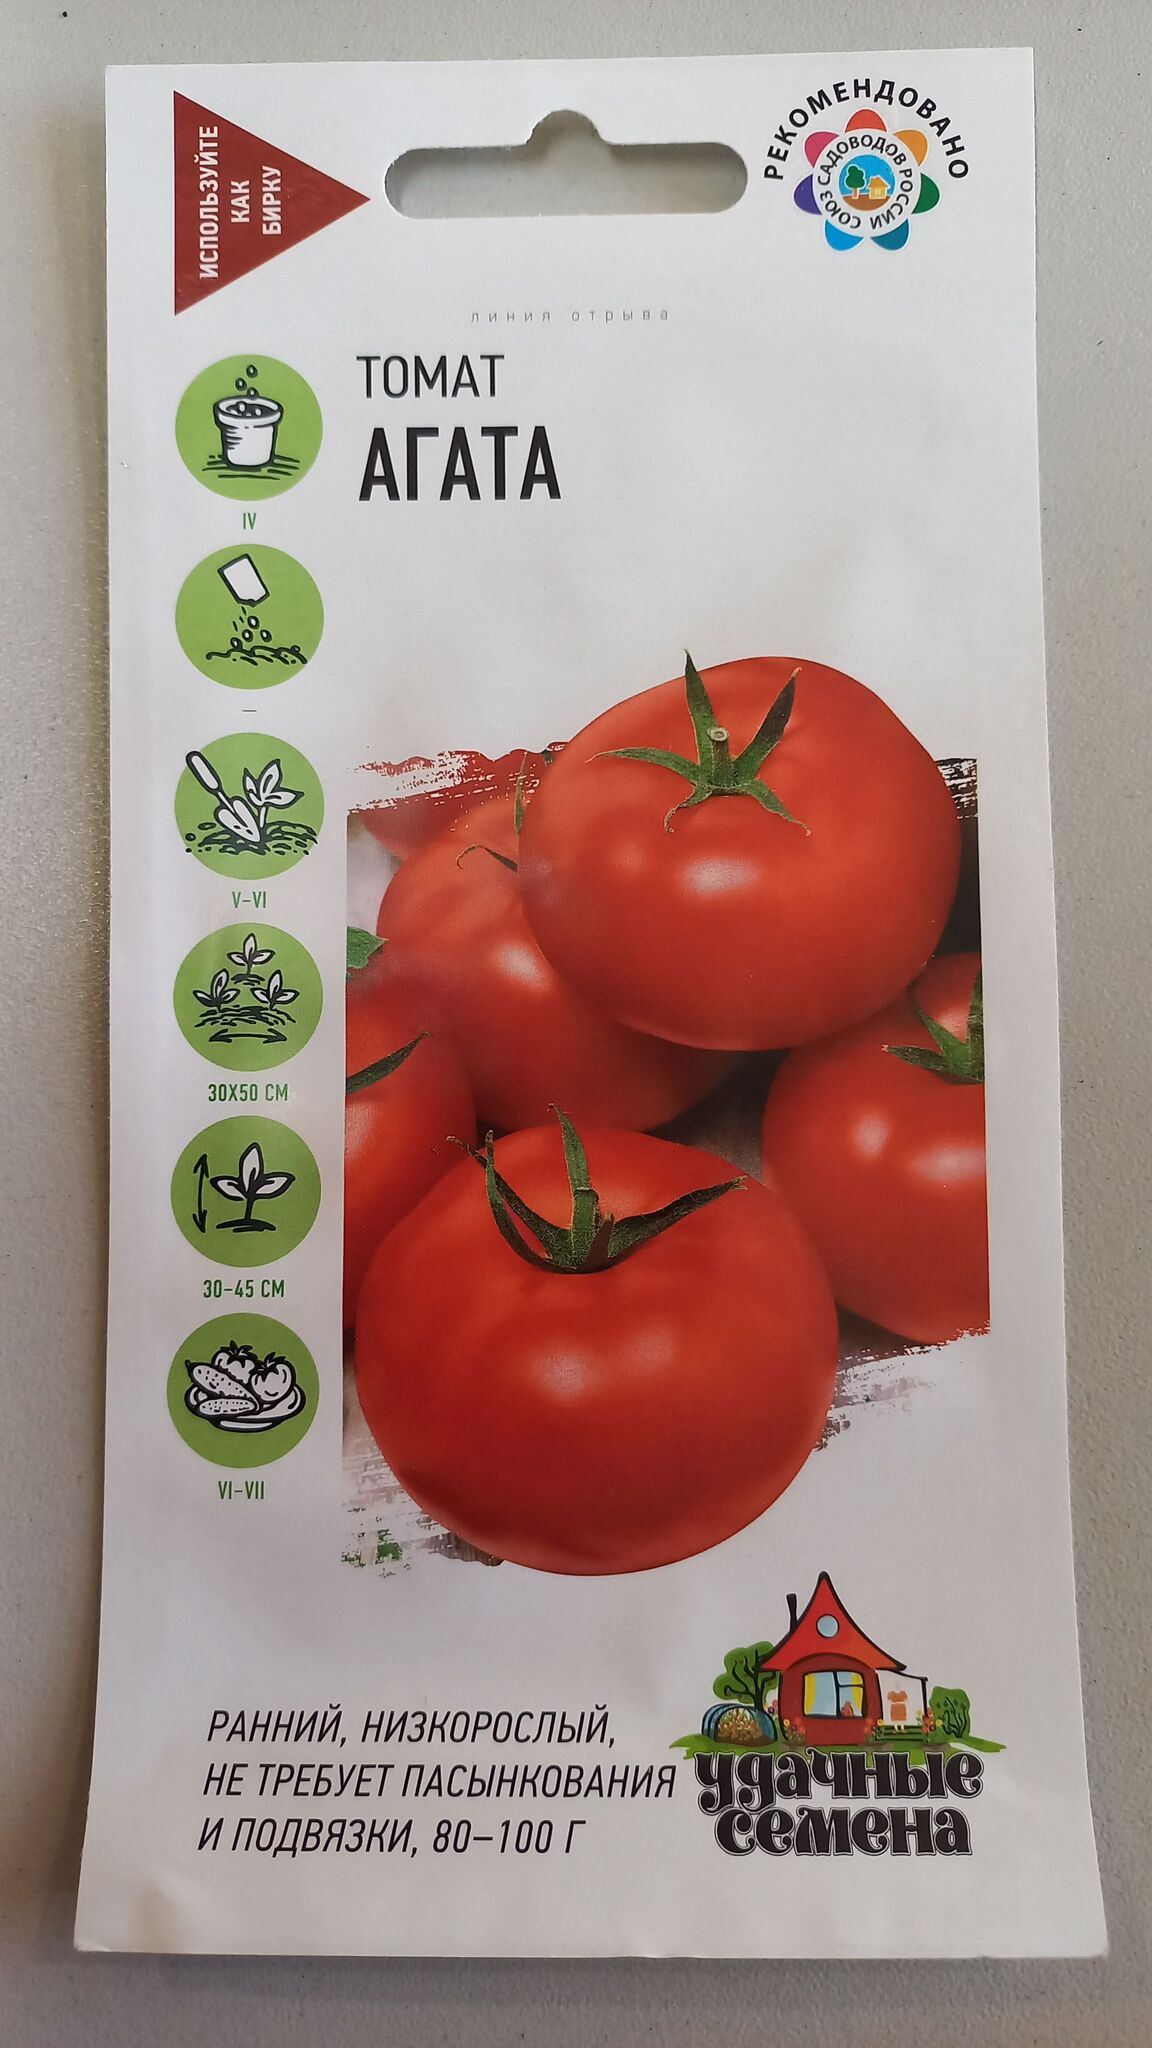 ИСПОЛЬЗУЙТЕ
КАК
БИРКУ
РЕКОМЕНДОВАНО
СОЮЗ САДОВОДОВ РОССИИ
линия отрыва
ТОМАТ
АГАТА
IV
–
V–VI
30X50 СМ
30–45 СМ
VI–VII
РАННИЙ, НИЗКОРОСЛЫЙ,
НЕ ТРЕБУЕТ ПАСЫНКОВАНИЯ
И ПОДВЯЗКИ, 80–100 Г
удачные
семена